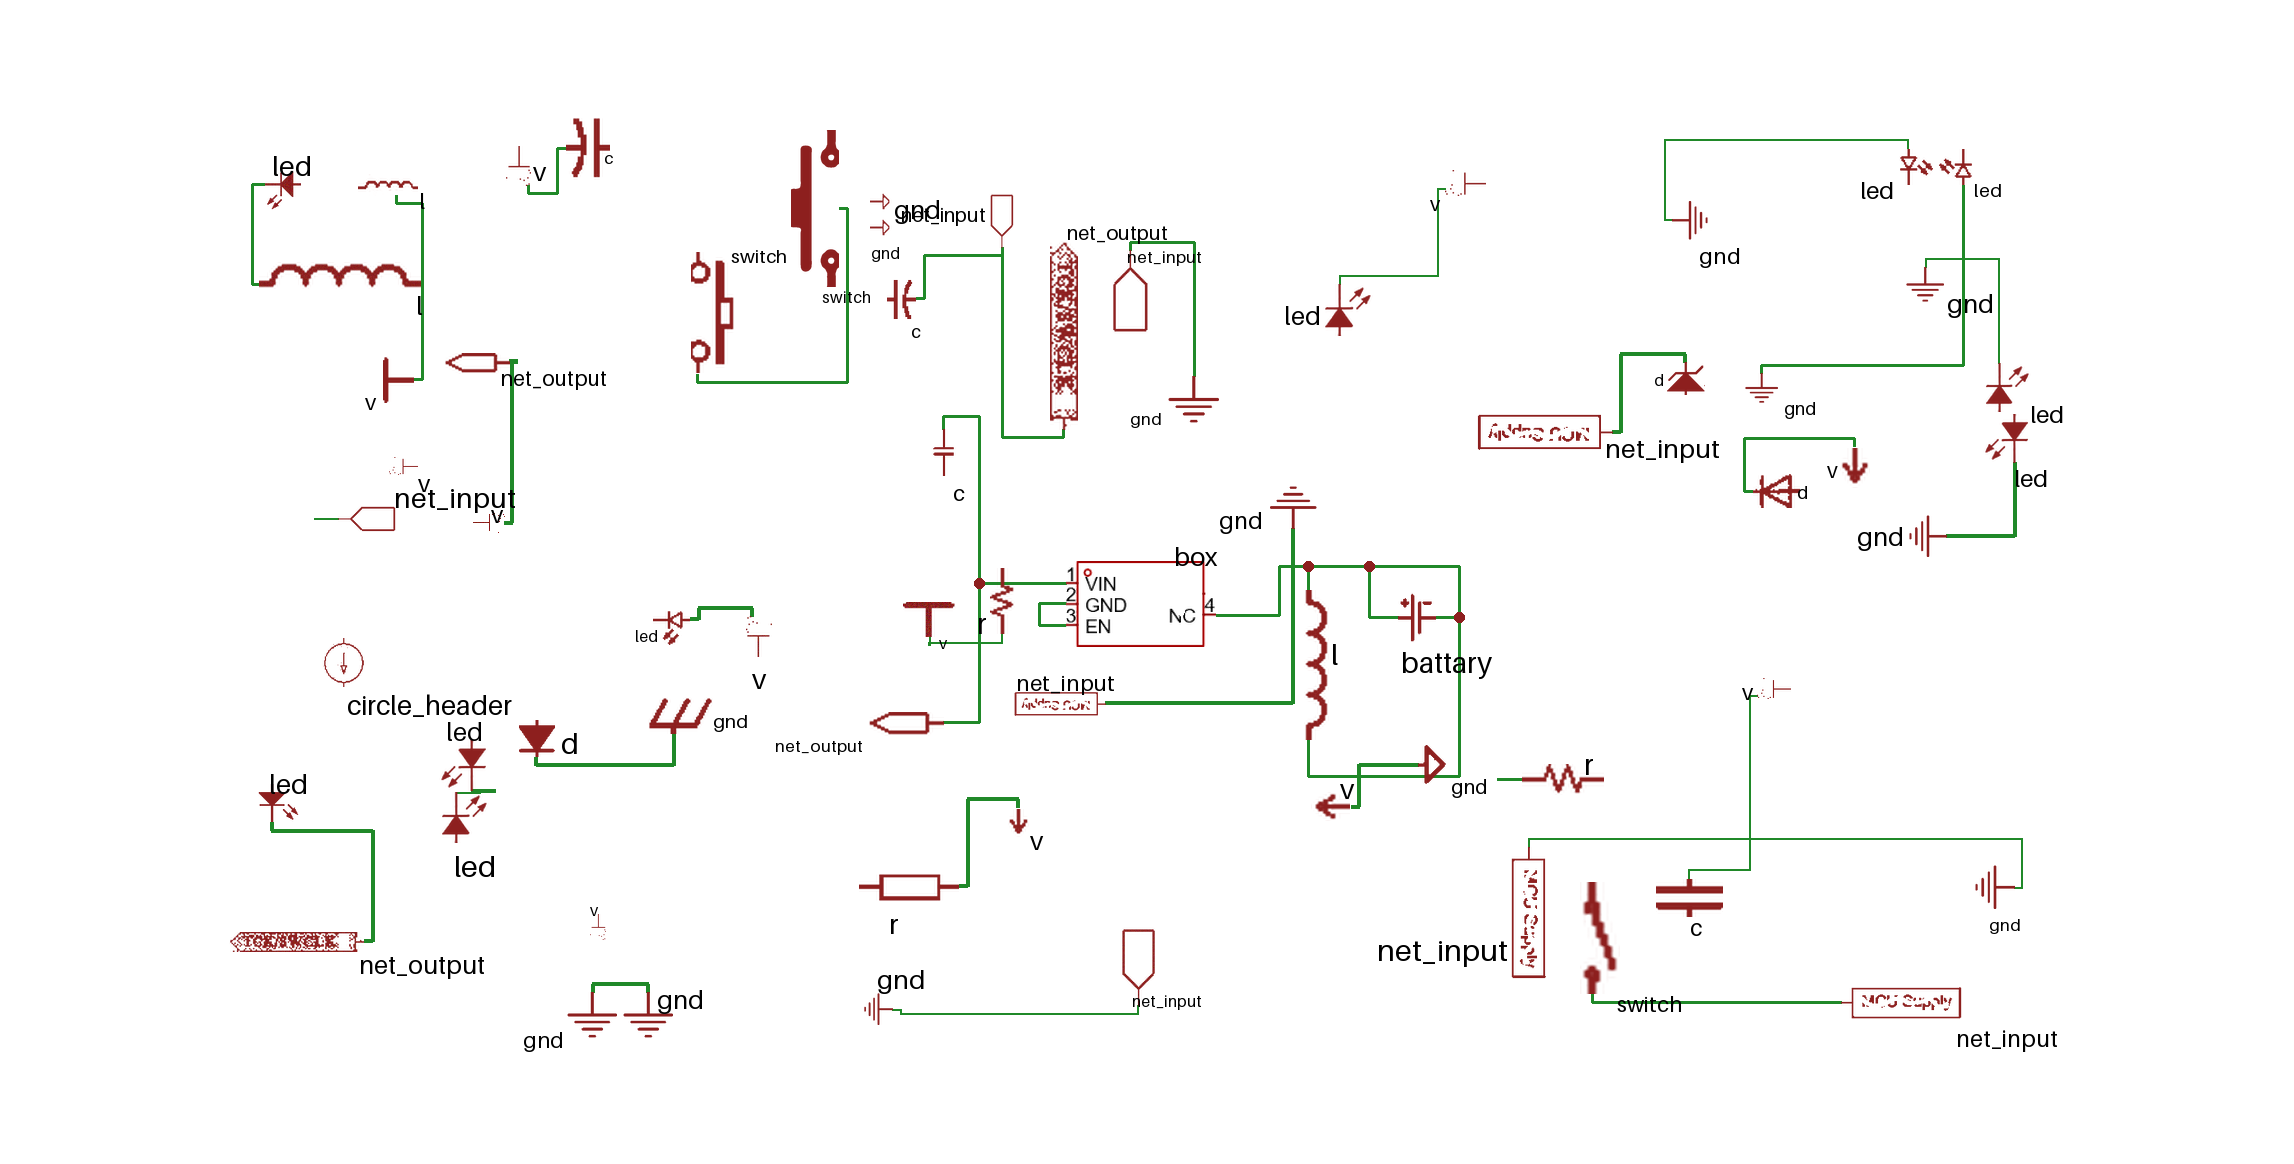 led
l
v
c
l
v
net_output
v
net_input
v
switch
switch
gnd
net_input
gnd
c
net_output
net_input
gnd
c
v
led
led
led
gnd
gnd
d
gnd
net_input
v
d
led
led
gnd
gnd
box
1
VIN
2
GND
3
EN
NC
4
r
v
l
battary
net_input
net_output
led
v
circle_header
led
d
gnd
led
led
net_output
v
gnd
gnd
v
gnd
r
v
r
gnd
net_input
v
net_input
c
gnd
switch
MCU Supply
net_input